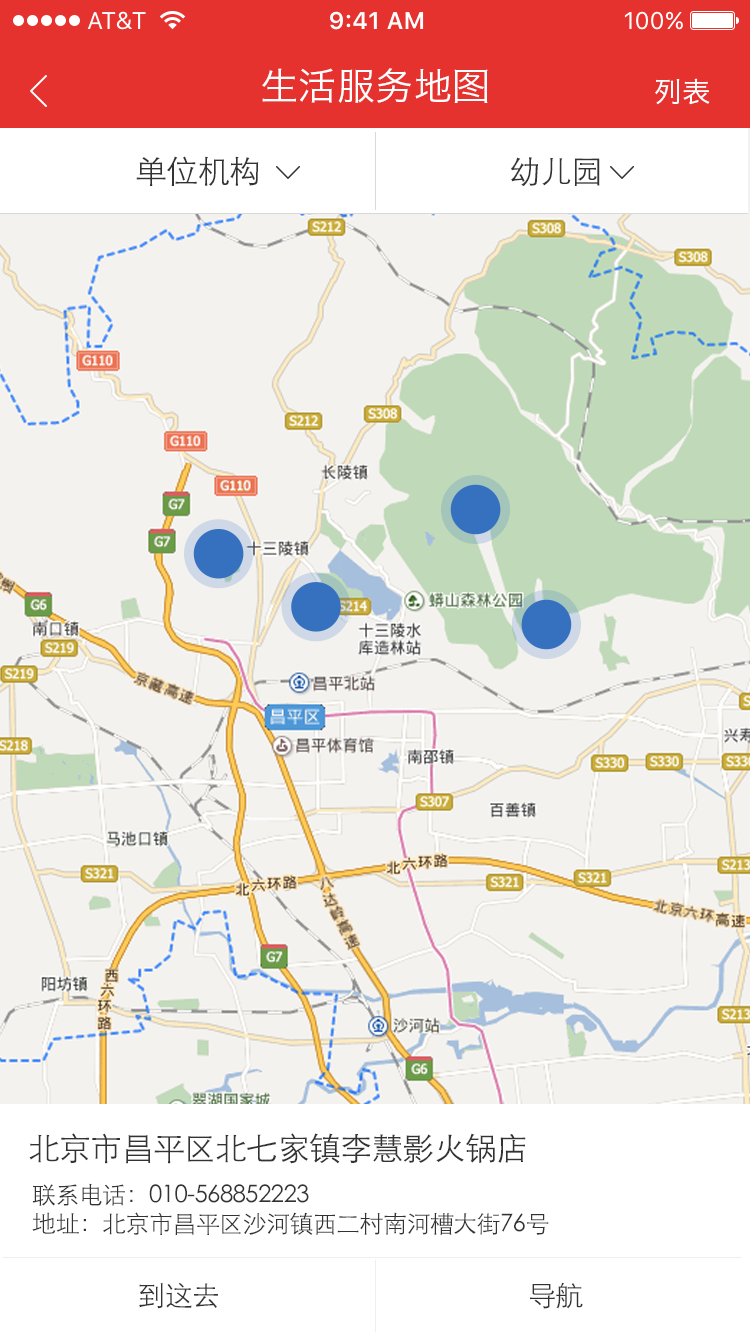 AT&T 9:41 AM 100%
生活服务地图 列表
单位机构 幼儿园
S212
S308
S308
G110
S308
S212
G110
长陵镇
G110
G7
G7
十三陵镇
G6
S214
蟒山森林公园
南口镇
十三陵水
库造林站
S219
S219
昌平北站
京藏高速
昌平区
兴寿
S218
昌平体育馆
南邵镇
S330
S330
S330
S307
百善镇
马池口镇
S321
北六环路
北六环路
S321
S321
S213
八达岭高速
北京六环高速
G7
阳坊镇
西六环路
沙河站
S213
G6
翠湖国家城
北京市昌平区北七家镇李慧影火锅店
联系电话：010-568852223
地址：北京市昌平区沙河镇西二村南河槽大街76号
到这去 导航